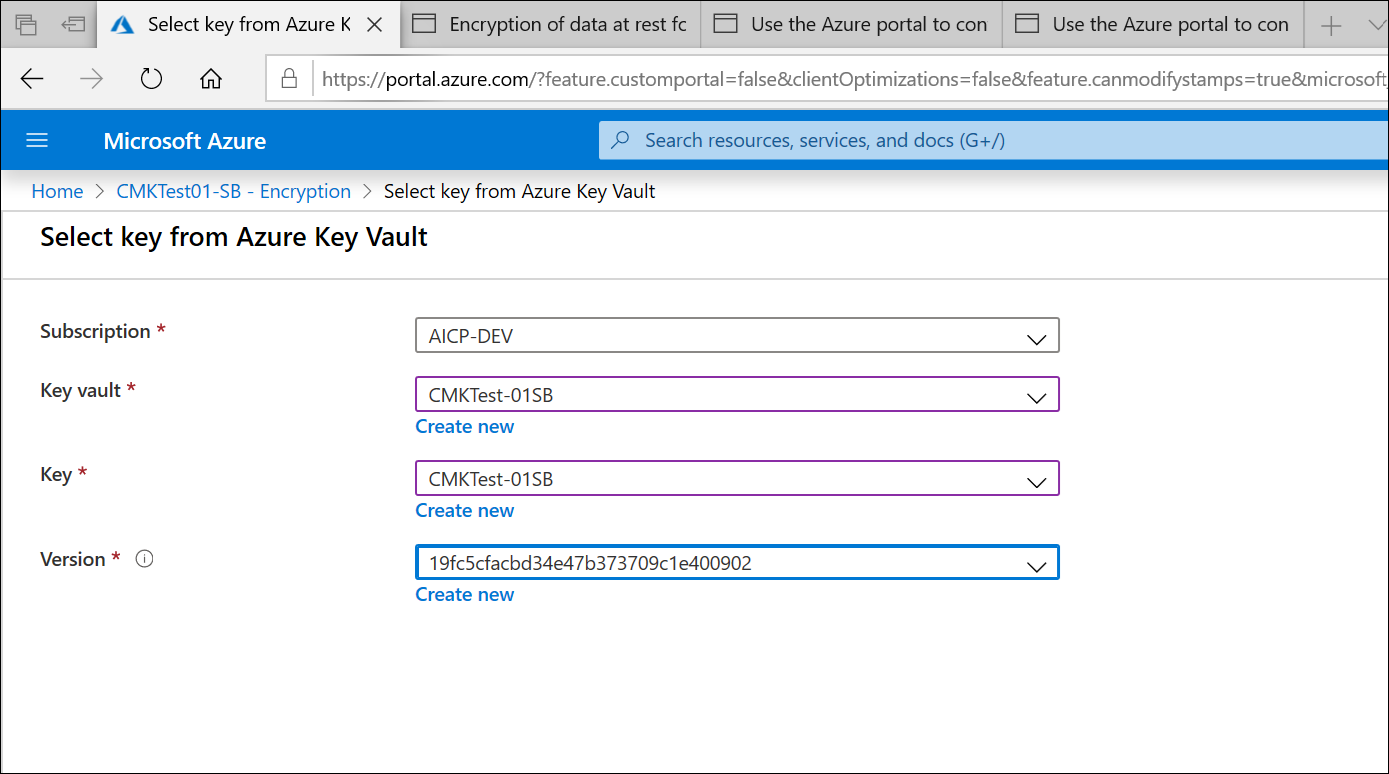 Select key from Azure K
Encryption of data at rest fo
Use the Azure portal to con
Use the Azure portal to con
https://portal.azure.com/?feature.customportal=false&clientOptimizations=false&feature.canmodifystamps=true&microsoft
Microsoft Azure
Search resources, services, and docs (G+/)
Home > CMKTest01-SB - Encryption > Select key from Azure Key Vault
Select key from Azure Key Vault
Subscription *
AICP-DEV
Key vault *
CMKTest-01SB
Create new
Key *
CMKTest-01SB
Create new
Version *
19fc5cfacbd34e47b373709c1e400902
Create new